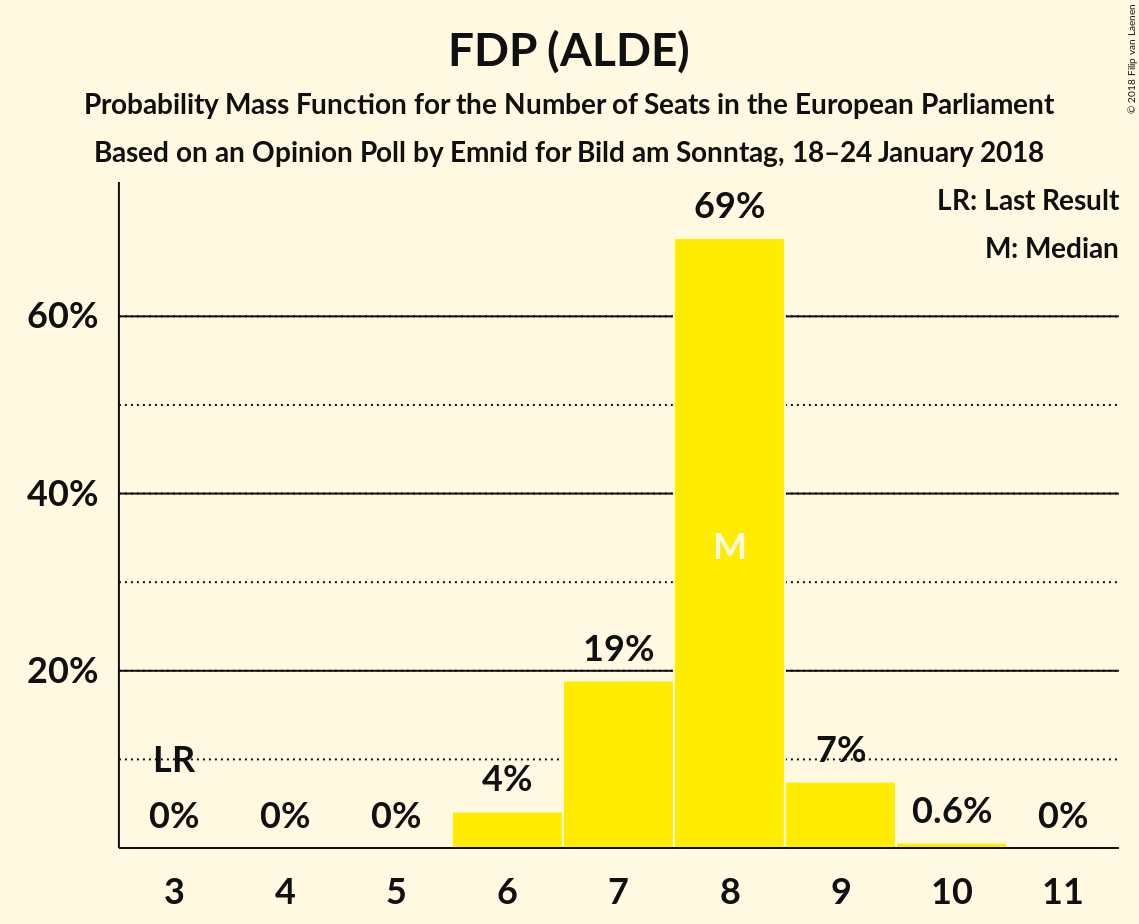 FDP (ALDE)
Probability Mass Function for the Number of Seats in the European Parliament
Based on an Opinion Poll by Emnid for Bild am Sonntag, 18–24 January 2018
© 2018 Filip van Laenen
LR: Last Result
M: Median
69%
60%
40%
M
19%
20%
LR
7%
4%
0%
0%
0%
0.6%
0%
3
4
5
6
7
8
9
10
11